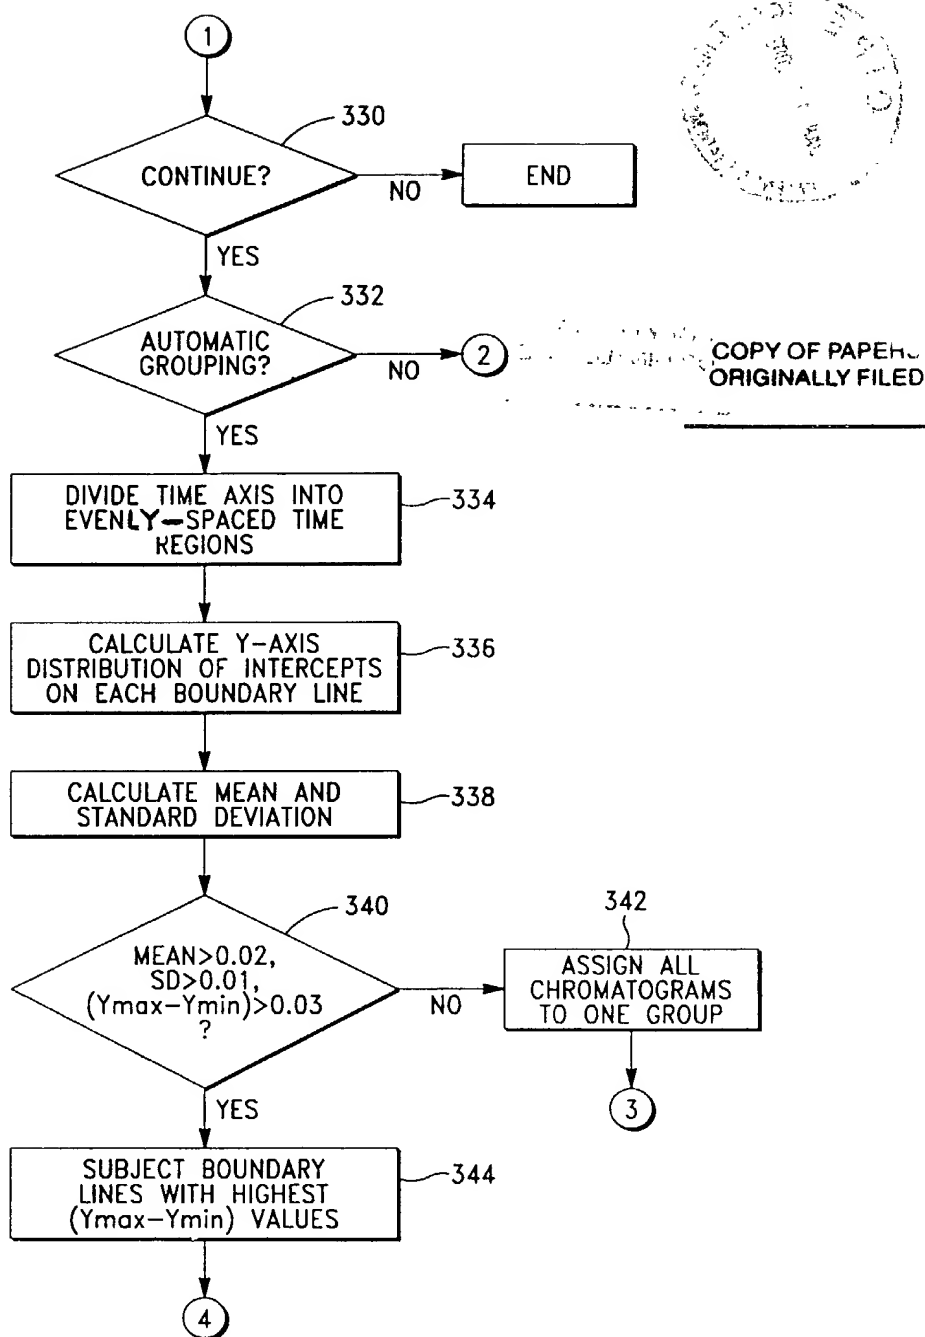 1
330
CONTINUE?
NO
END
YES
332
AUTOMATIC
GROUPING?
NO
2
COPY OF PAPERS
ORIGINALLY FILED
YES
DIVIDE TIME AXIS INTO
EVENLY-SPACED TIME
REGIONS
334
CALCULATE Y-AXIS
DISTRIBUTION OF INTERCEPTS
ON EACH BOUNDARY LINE
336
CALCULATE MEAN AND
STANDARD DEVIATION
338
340
MEAN>0.02,
SD>0.01,
(Ymax-Ymin)>0.03
?
NO
342
ASSIGN ALL
CHROMATOGRAMS
TO ONE GROUP
3
YES
SUBJECT BOUNDARY
LINES WITH HIGHEST
(Ymax-Ymin) VALUES
344
4